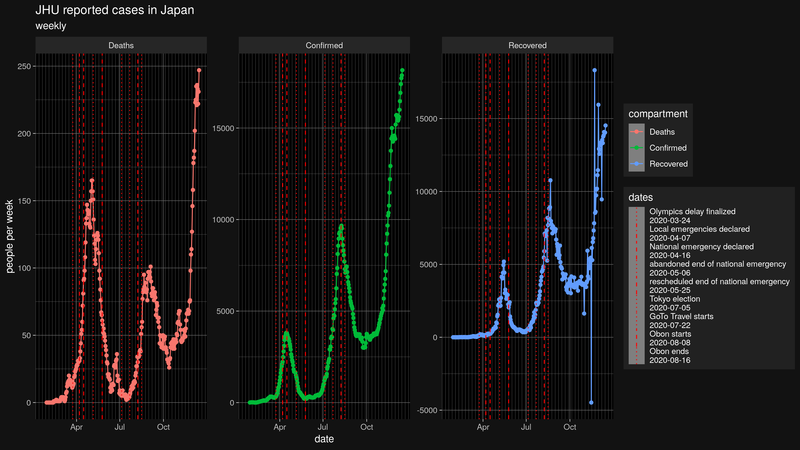 JHU reported cases in Japan
weekly
Deaths
Confirmed
Recovered
people per week
250
200
150
100
50
0
15000
10000
5000
0
15000
10000
5000
0
-5000
Apr
Jul
Oct
Apr
Jul
Oct
Apr
Jul
Oct
date
compartment
Deaths
Confirmed
Recovered
dates
Olympics delay finalized
2020-03-24
Local emergencies declared
2020-04-07
National emergency declared
2020-04-16
abandoned end of national emergency
2020-05-06
rescheduled end of national emergency
2020-05-25
Tokyo election
2020-07-05
GoTo Travel starts
2020-07-22
Obon starts
2020-08-08
Obon ends
2020-08-16